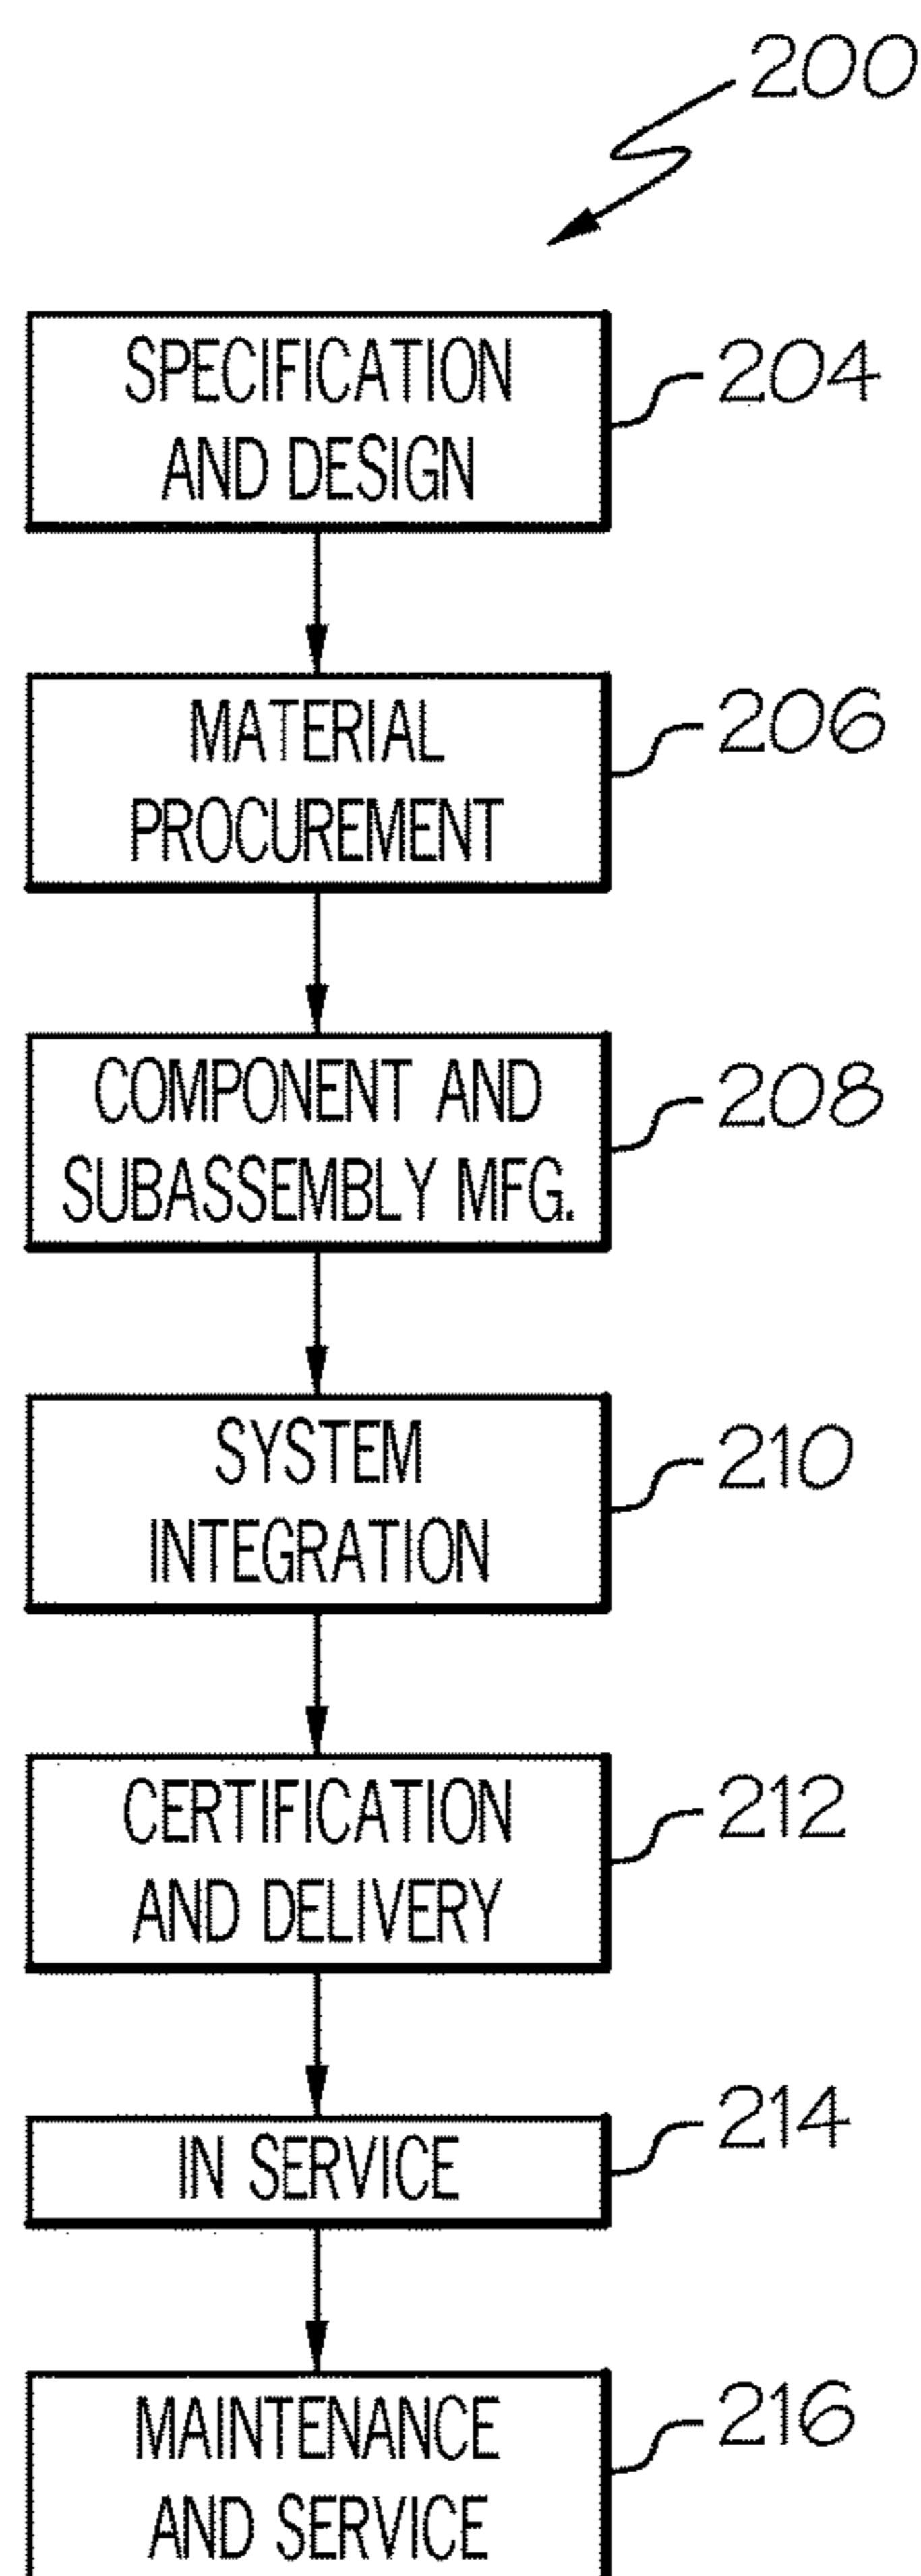 200
SPECIFICATION
AND DESIGN
204
MATERIAL
PROCUREMENT
206
COMPONENT AND
SUBASSEMBLY MFG.
208
SYSTEM
INTEGRATION
210
CERTIFICATION
AND DELIVERY
212
IN SERVICE
214
MAINTENANCE
AND SERVICE
216